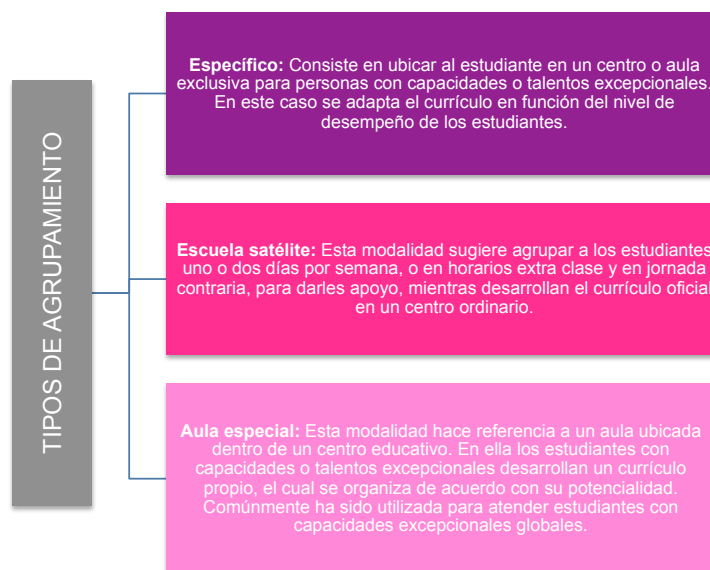 TIPOS DE AGRUPAMIENTO
Específico: Consiste en ubicar al estudiante en un centro o aula
exclusiva para personas con capacidades o talentos excepcionales.
En este caso se adapta el currículo en función del nivel de
desempeño de los estudiantes.
Escuela satélite: Esta modalidad sugiere agrupar a los estudiantes
uno o dos días por semana, o en horarios extra clase y en jornada
contraria, para darles apoyo, mientras desarrollan el currículo oficial
en un centro ordinario.
Aula especial: Esta modalidad hace referencia a un aula ubicada
dentro de un centro educativo. En ella los estudiantes con
capacidades o talentos excepcionales desarrollan un currículo
propio, el cual se organiza de acuerdo con su potencialidad.
Comúnmente ha sido utilizada para atender estudiantes con
capacidades excepcionales globales.